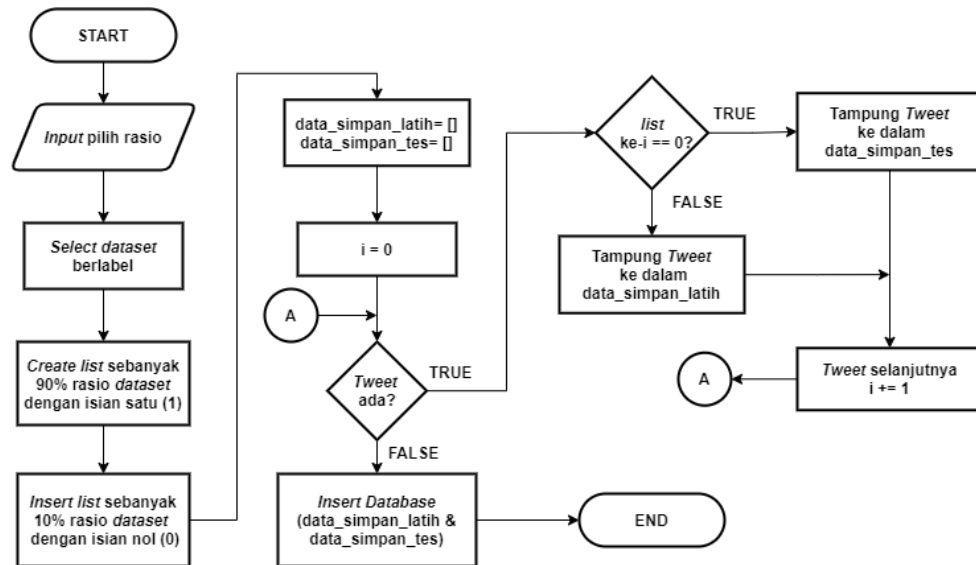 START
Input pilih rasio
Select dataset
berlabel
Create list sebanyak
90% rasio dataset
dengan isian satu (1)
Insert list sebanyak
10% rasio dataset
dengan isian nol (0)
data_simpan_latih= []
data_simpan_tes= []
i = 0
A
Tweet
ada?
TRUE
FALSE
Insert Database
(data_simpan_latih &
data_simpan_tes)
END
list
ke-i == 0?
TRUE
FALSE
Tampung Tweet
ke dalam
data_simpan_latih
Tampung Tweet
ke dalam
data_simpan_tes
Tweet selanjutnya
i += 1
A